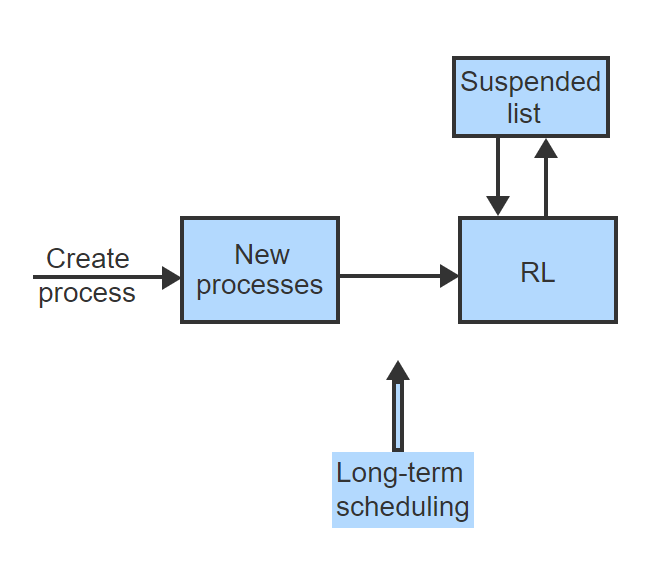 Suspended
list
Create
process
New
processes
RL
Long-term
scheduling